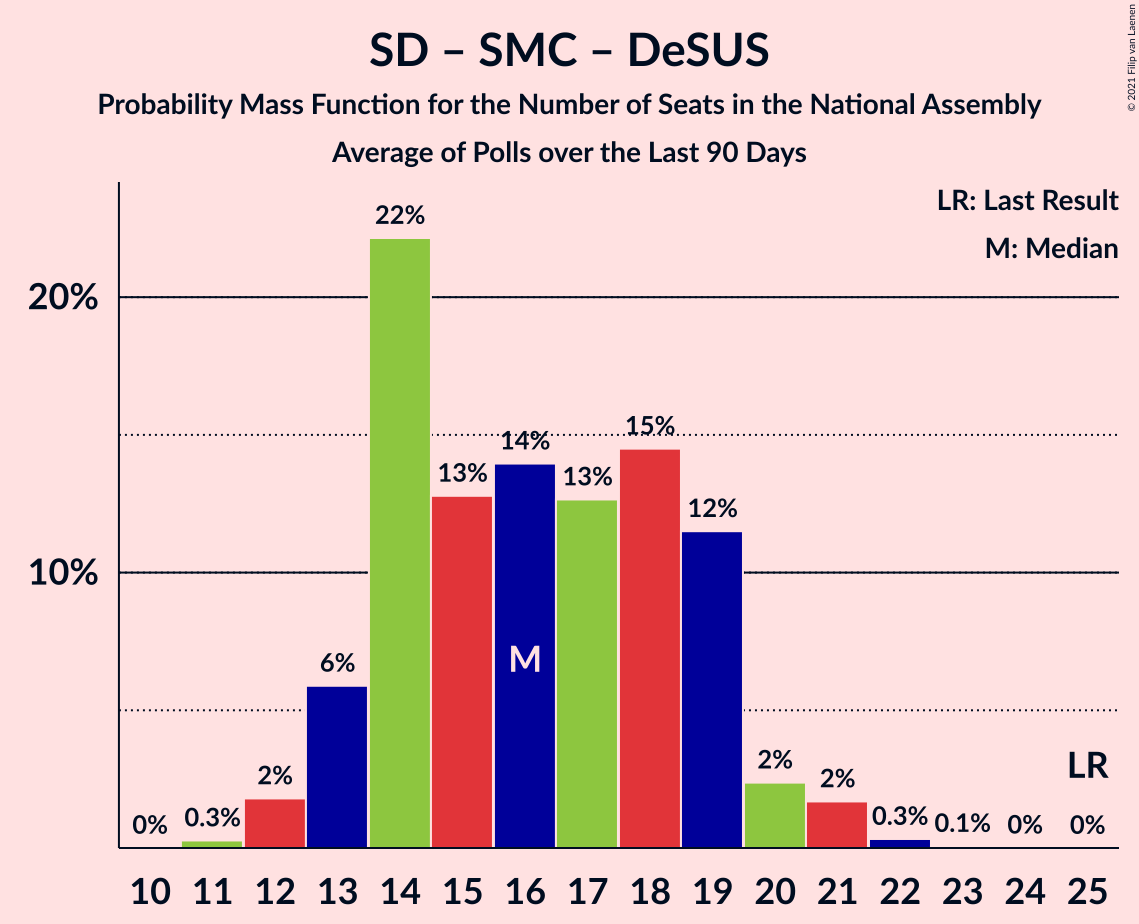 © 2021 Filip van Laenen
SD – SMC – DeSUS
Probability Mass Function for the Number of Seats in the National Assembly
Average of Polls over the Last 90 Days
LR: Last Result
M: Median
20%
10%
0%
0.3%
2%
6%
22%
13%
14%
13%
15%
12%
2%
2%
0.3%
0.1%
0%
0%
M
LR
10 11 12 13 14 15 16 17 18 19 20 21 22 23 24 25